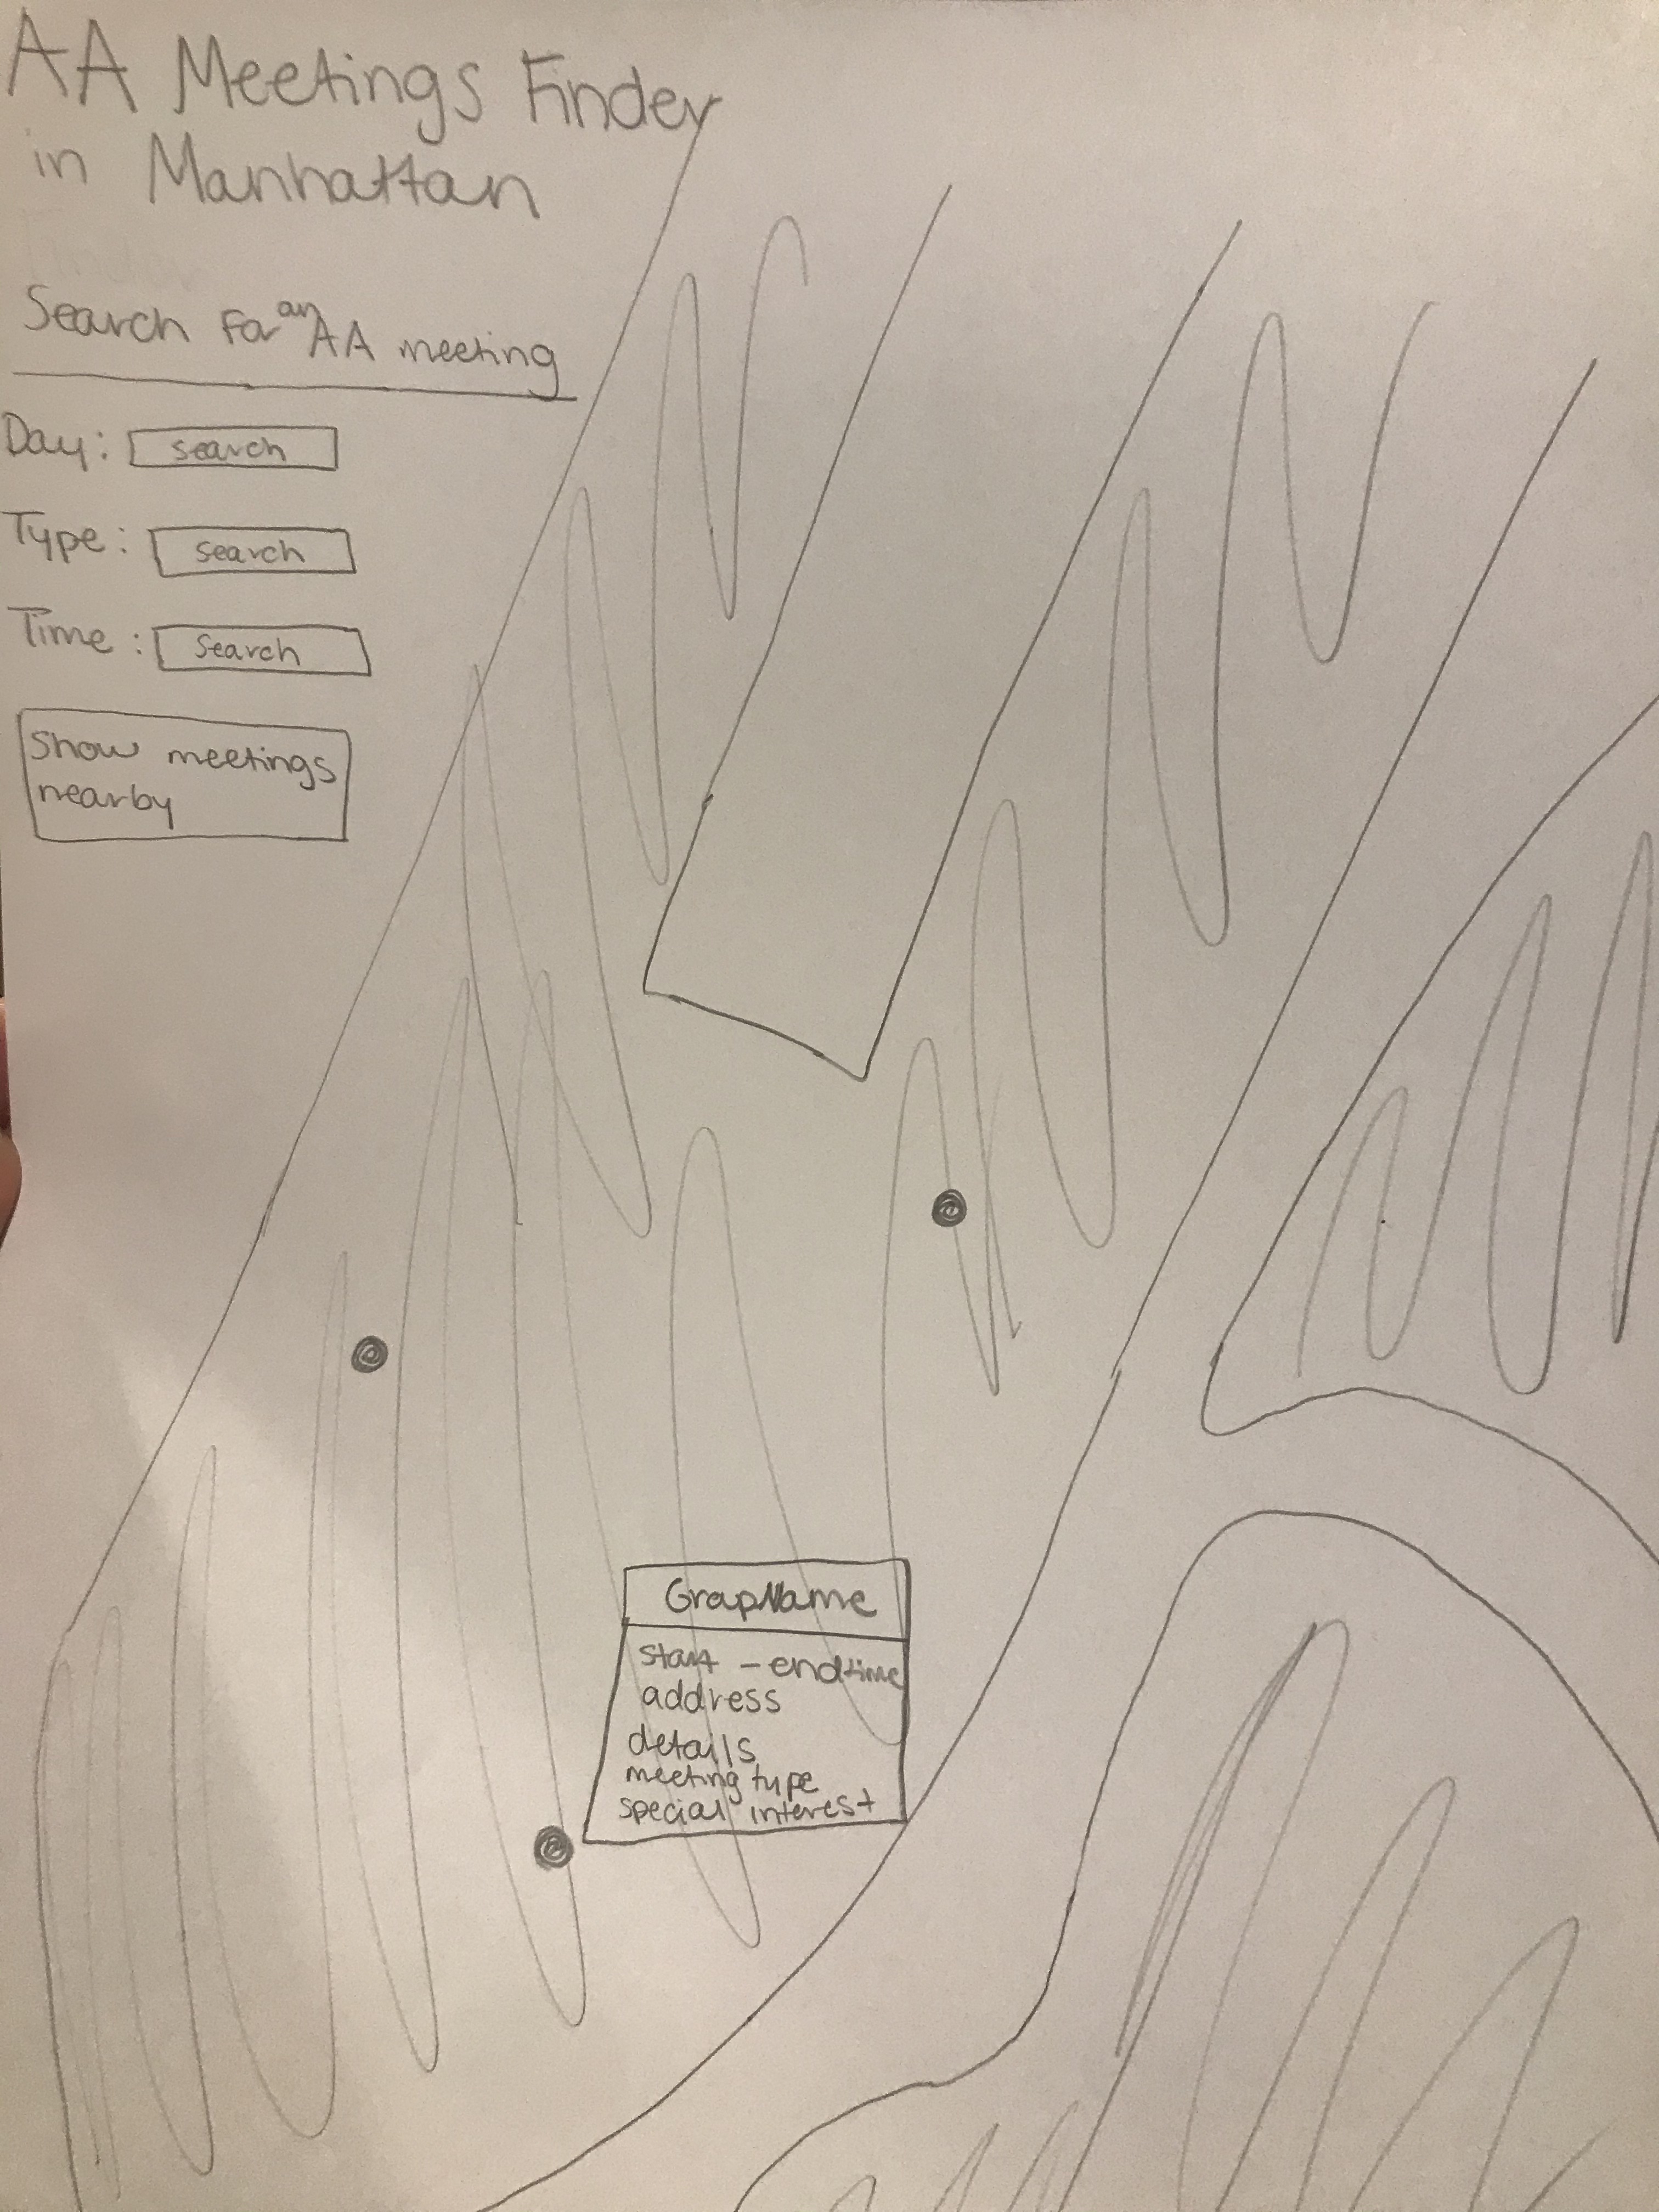 AA Meetings Finder
in Manhattan
Search For an AA meeting
Day: search
Type: search
Time: search
Show meetings
nearby
GropName
start - endtime
address
details
meeting type
special interest